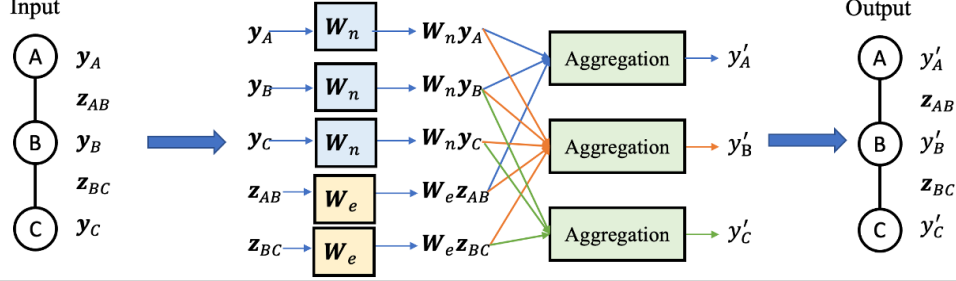 Input
A y_A
z_AB
B y_B
z_BC
C y_C
y_A W_n W_n y_A
y_B W_n W_n y_B
y_C W_n W_n y_C
z_AB W_e W_e z_AB
z_BC W_e W_e z_BC
Aggregation y'_A
Aggregation y'_B
Aggregation y'_C
Output
A y'_A
z_AB
B y'_B
z_BC
C y'_C